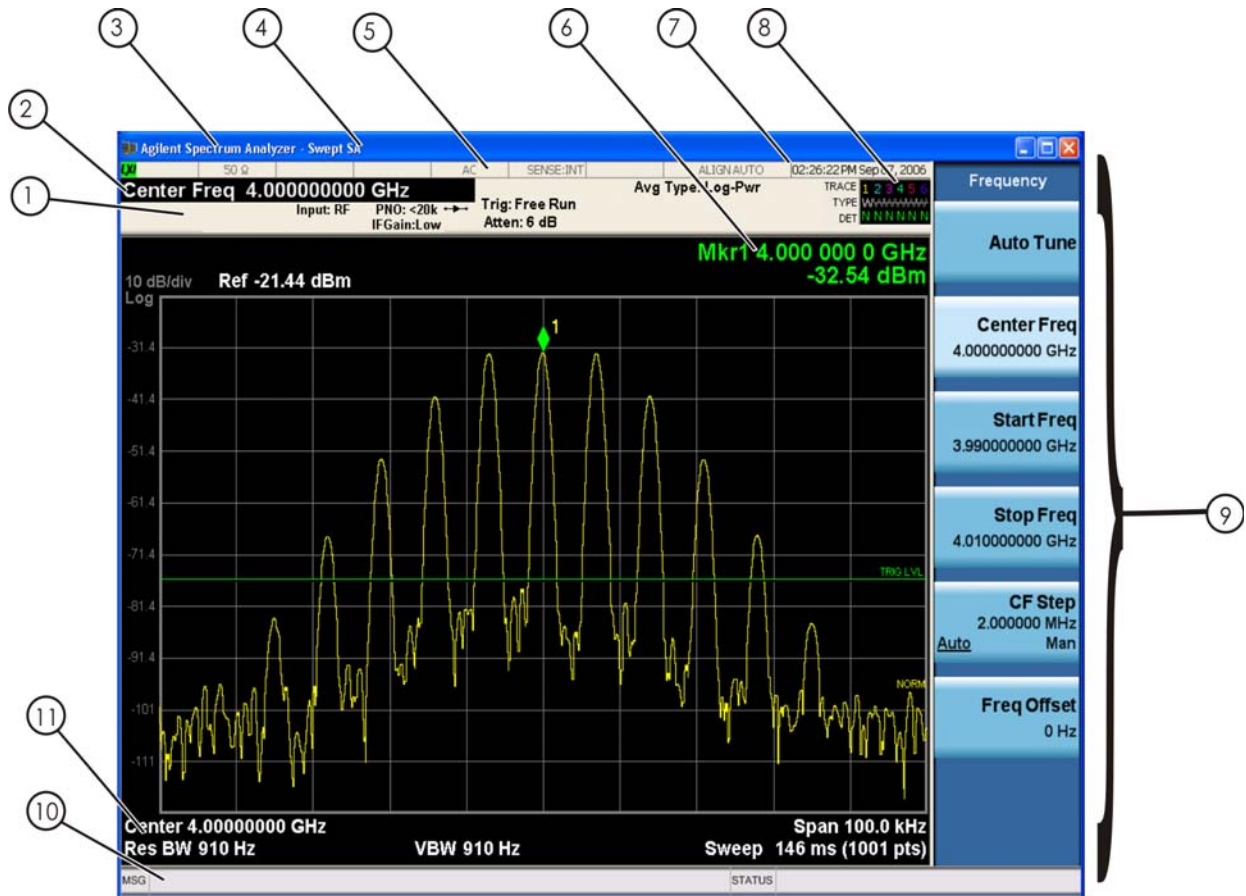 3
4
5
6
7
8
2
1
Agilent Spectrum Analyzer - Swept SA
LXI
50 Ω
AC
SENSE:INT
ALIGN AUTO
02:26:22 PM Sep 07, 2006
Center Freq 4.000000000 GHz
Input: RF
PNO: <20k
IFGain:Low
Trig: Free Run
Atten: 6 dB
Avg Type: Log-Pwr
TRACE 1 2 3 4 5 6
TYPE
DET N N N N N N
Mkr1 4.000 000 0 GHz
-32.54 dBm
10 dB/div
Log
Ref -21.44 dBm
1
-31.4
-41.4
-51.4
-61.4
-71.4
TRIG LVL
-81.4
-91.4
NORM
-101
-111
Center 4.00000000 GHz
Span 100.0 kHz
Res BW 910 Hz
VBW 910 Hz
Sweep 146 ms (1001 pts)
MSG
STATUS
Frequency
Auto Tune
Center Freq
4.000000000 GHz
Start Freq
3.990000000 GHz
Stop Freq
4.010000000 GHz
CF Step
2.000000 MHz
Auto Man
Freq Offset
0 Hz
9
11
10